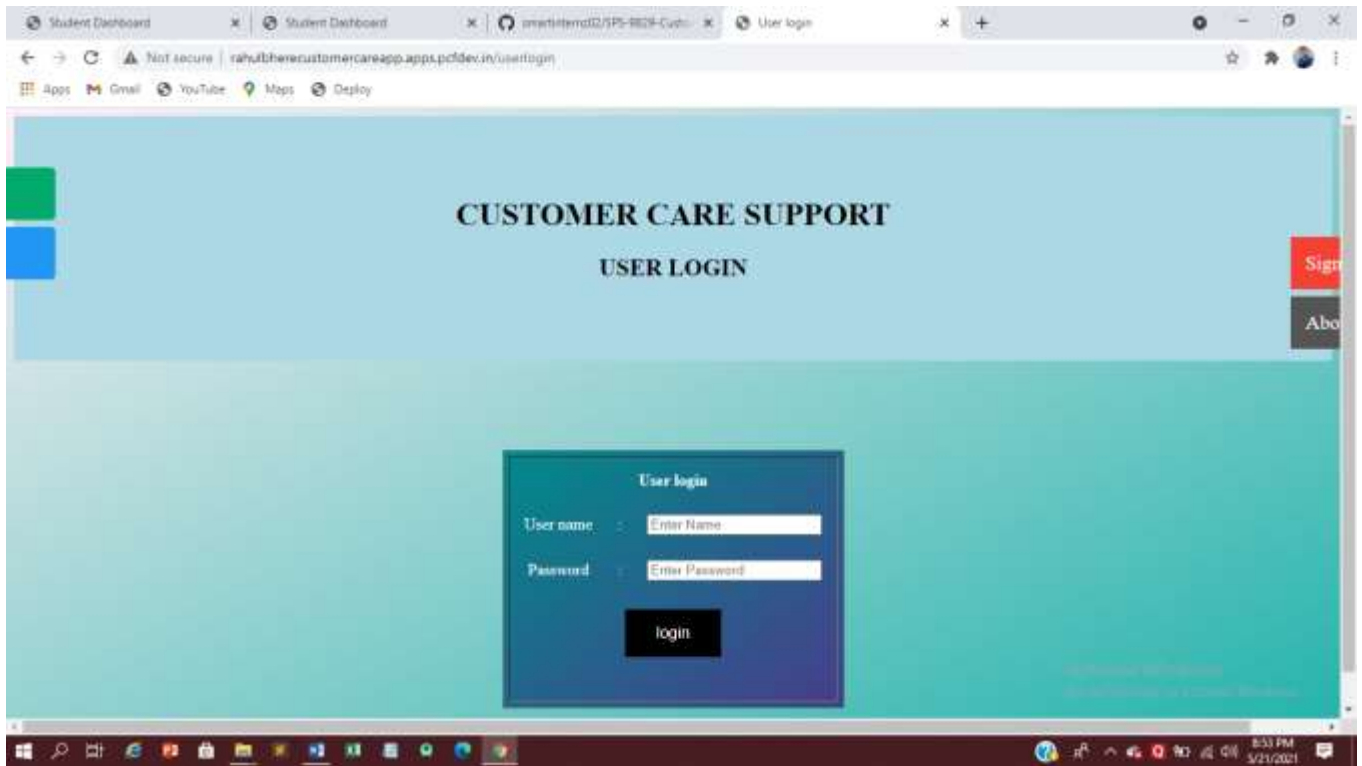 Student Dashboard
Student Dashboard
User login
Not secure | rahulbherecustomercareapp.apps.pcfdev.in/userlogin
Apps
Gmail
YouTube
Maps
Deploy
CUSTOMER CARE SUPPORT
USER LOGIN
Sign
Abo
User login
User name : Enter Name
Password : Enter Password
login
8:53 PM
5/21/2021